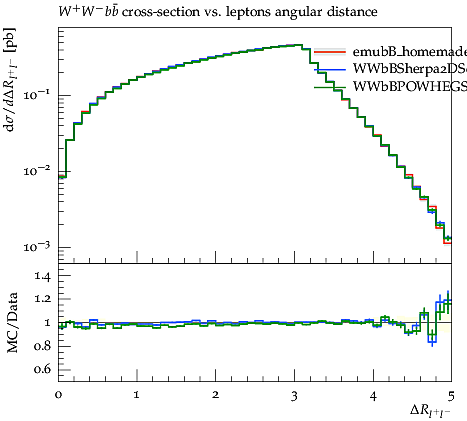 W⁺W⁻bb̄ cross-section vs. leptons angular distance
dσ/dΔR_{l⁺l⁻} [pb]
emubB_homemade
WWbBSherpa2DS
WWbBPOWHEGS
10⁻¹
10⁻²
10⁻³
MC/Data
1.4
1.2
1
0.8
0.6
0 1 2 3 4 5
ΔR_{l⁺l⁻}